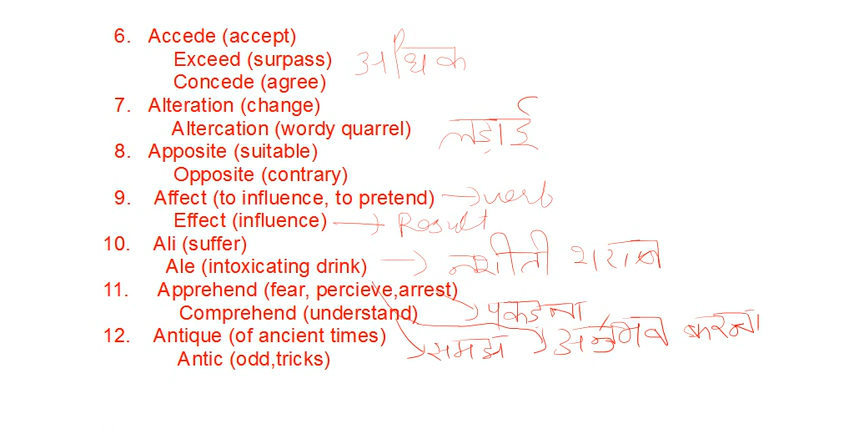 6. Accede (accept)
Exceed (surpass) अधिक
Concede (agree)
7. Alteration (change)
Altercation (wordy quarrel) लड़ाई
8. Apposite (suitable)
Opposite (contrary)
9. Affect (to influence, to pretend) → verb
Effect (influence) → Result
10. Ali (suffer)
Ale (intoxicating drink) → नशीली शराब
11. Apprehend (fear, percieve,arrest)
Comprehend (understand) पकडना
12. Antique (of ancient times) समझ अनुभव करना
Antic (odd,tricks)